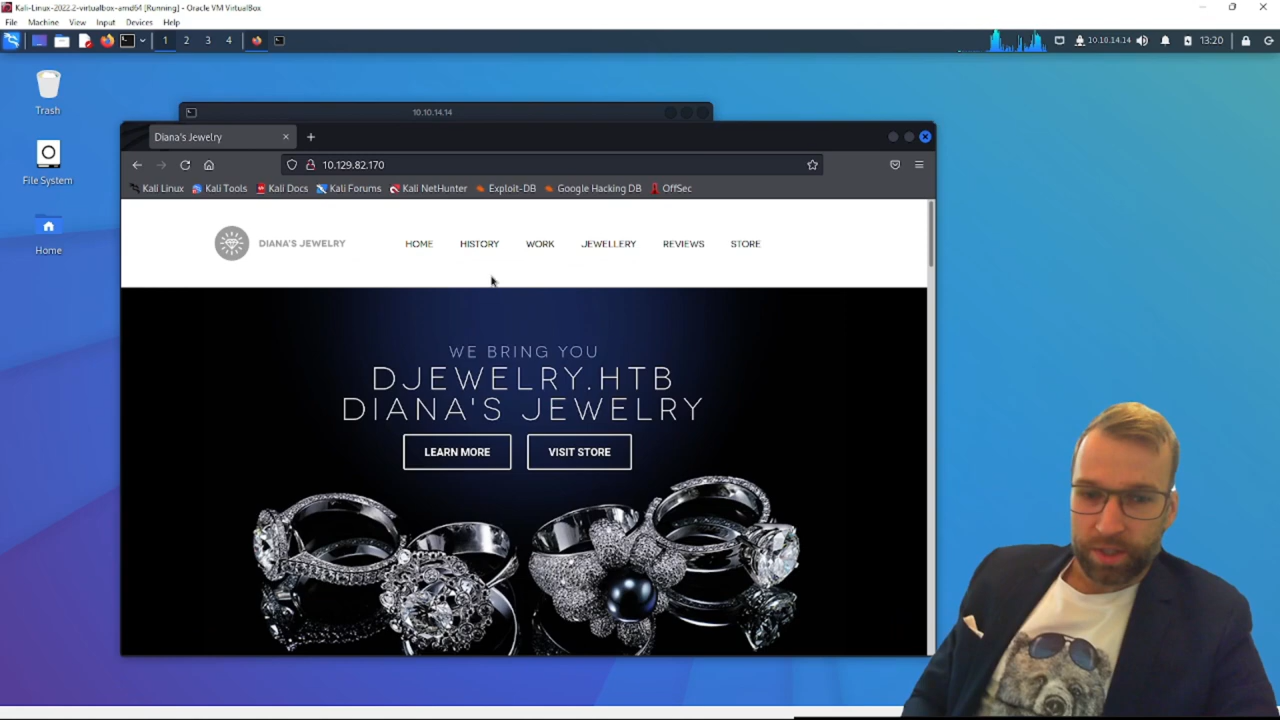 Kali-Linux-2022.2-virtualbox-amd64 [Running] - Oracle VM VirtualBox
File Machine View Input Devices Help
1 2 3 4 10.10.14.14 13:20
Trash
File System
Home
10.10.14.14
Diana's Jewelry
10.129.82.170
Kali Linux Kali Tools Kali Docs Kali Forums Kali NetHunter Exploit-DB Google Hacking DB OffSec
DIANA'S JEWELRY HOME HISTORY WORK JEWELLERY REVIEWS STORE
WE BRING YOU
DJEWELRY.HTB
DIANA'S JEWELRY
LEARN MORE VISIT STORE